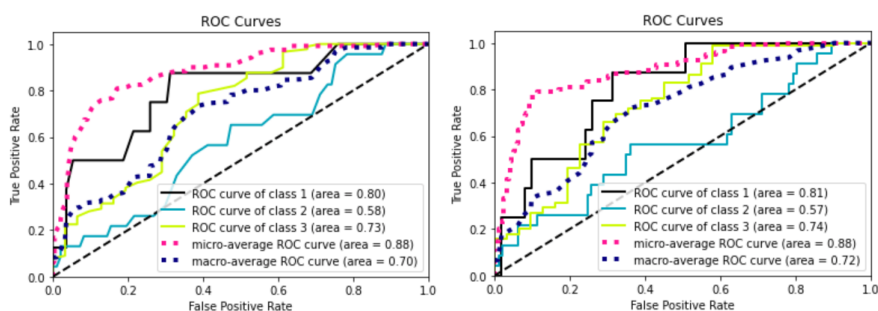 ROC Curves
1.0
0.8
0.6
0.4
0.2
0.0
True Positive Rate
ROC curve of class 1 (area = 0.80)
ROC curve of class 2 (area = 0.58)
ROC curve of class 3 (area = 0.73)
micro-average ROC curve (area = 0.88)
macro-average ROC curve (area = 0.70)
0.0 0.2 0.4 0.6 0.8 1.0
False Positive Rate
ROC Curves
1.0
0.8
0.6
0.4
0.2
0.0
True Positive Rate
ROC curve of class 1 (area = 0.81)
ROC curve of class 2 (area = 0.57)
ROC curve of class 3 (area = 0.74)
micro-average ROC curve (area = 0.88)
macro-average ROC curve (area = 0.72)
0.0 0.2 0.4 0.6 0.8 1.0
False Positive Rate